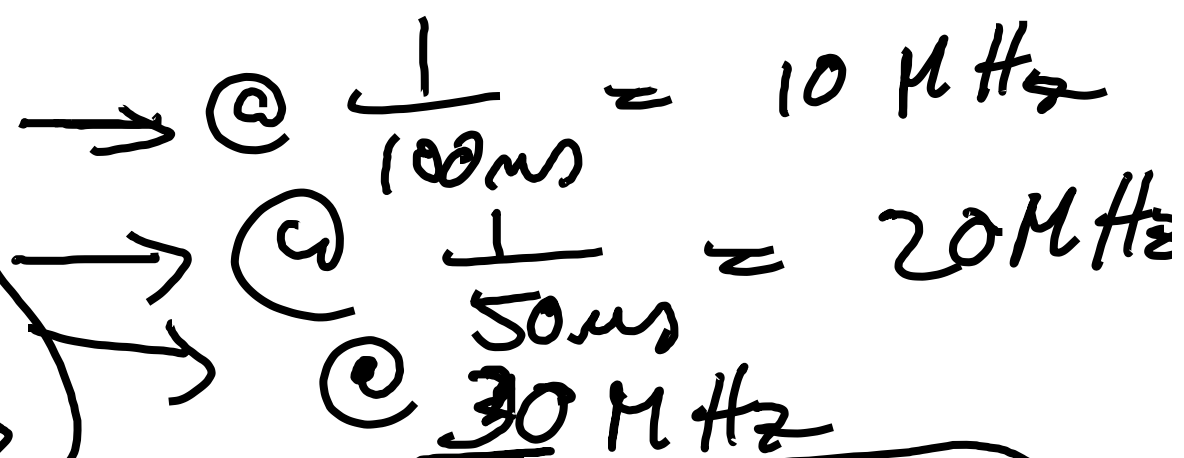 → @ 1/100ns = 10 MHz
→ @ 1/50ns = 20 MHz
→ @ 30 MHz